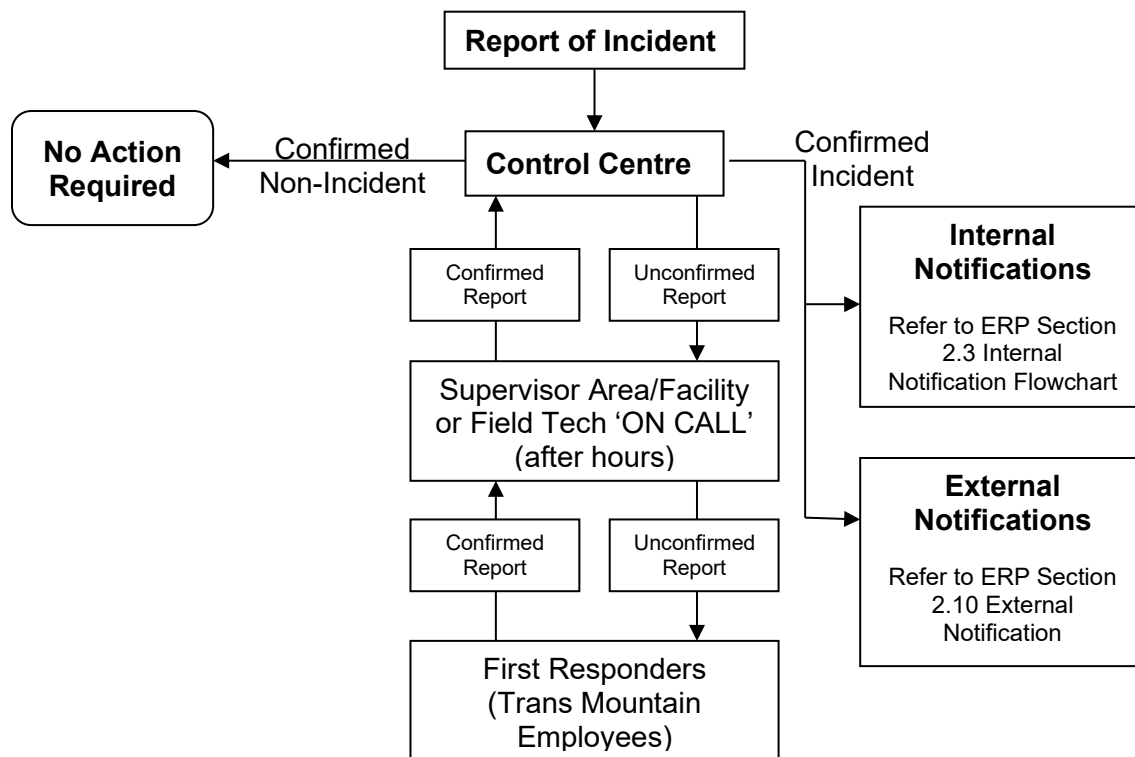 Report of Incident
No Action
Required
Confirmed
Non-Incident
Control Centre
Confirmed
Incident
Internal
Notifications
Refer to ERP Section
2.3 Internal
Notification Flowchart
Confirmed
Report
Unconfirmed
Report
Supervisor Area/Facility
or Field Tech ‘ON CALL’
(after hours)
External
Notifications
Refer to ERP Section
2.10 External
Notification
Confirmed
Report
Unconfirmed
Report
First Responders
(Trans Mountain
Employees)